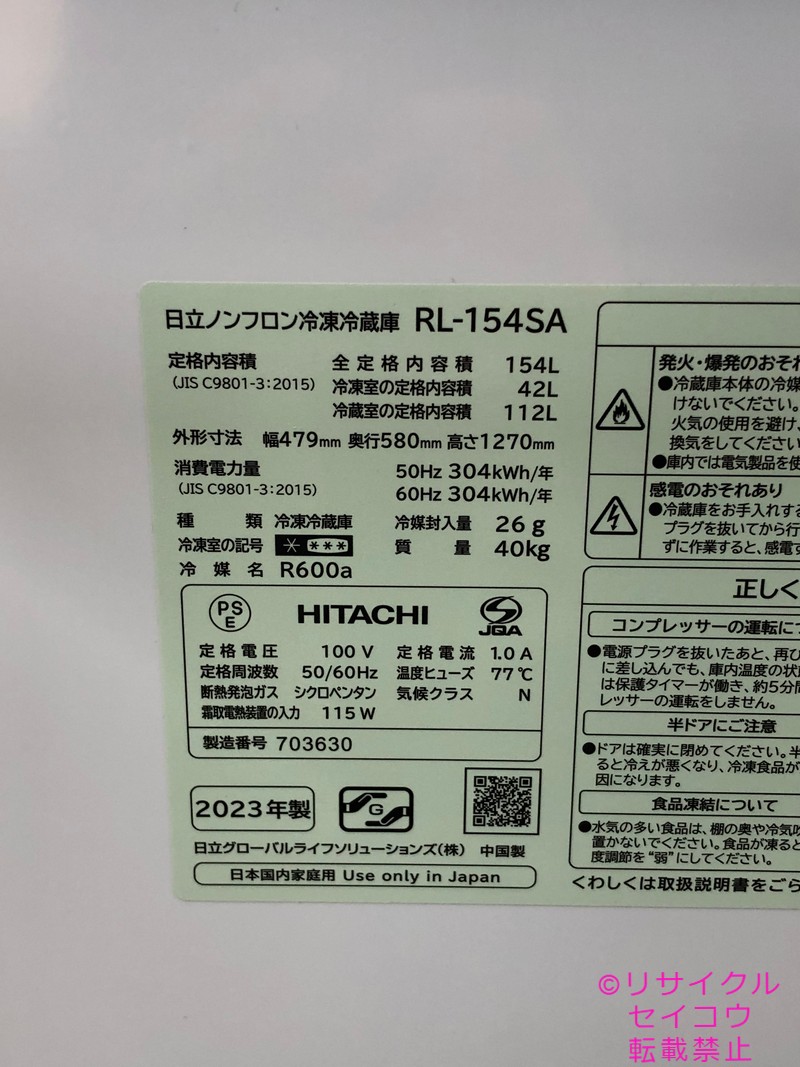 日立ノンフロン冷凍冷蔵庫 RL-154SA
定格内容積 全定格内容積 154L
(JIS C9801-3:2015) 冷凍室の定格内容積 42L
冷蔵室の定格内容積 112L
外形寸法 幅479mm 奥行580mm 高さ1270mm
消費電力量 50Hz 304kWh/年
(JIS C9801-3:2015) 60Hz 304kWh/年
種類 冷凍冷蔵庫 冷媒封入量 26g
冷凍室の記号 * *** 質量 40kg
冷媒名 R600a
PSE HITACHI JQA
定格電圧 100V 定格電流 1.0A
定格周波数 50/60Hz 温度ヒューズ 77℃
断熱発泡ガス シクロペンタン 気候クラス N
霜取電熱装置の入力 115W
製造番号 703630
2023年製 G
日立グローバルライフソリューションズ(株) 中国製
日本国内家庭用 Use only in Japan
発火・爆発のおそれ
●冷蔵庫本体の冷媒
けないでください。
火気の使用を避け、
換気をしてください
●庫内では電気製品を使
感電のおそれあり
●冷蔵庫をお手入れする
プラグを抜いてから行
ずに作業すると、感電す
正しく
コンプレッサーの運転につ
●電源プラグを抜いたあと、再び
に差し込んでも、庫内温度の状態
は保護タイマーが働き、約5分間
レッサーの運転をしません。
半ドアにご注意
●ドアは確実に閉めてください。半
ると冷えが悪くなり、冷凍食品が
因になります。
食品凍結について
●水気の多い食品は、棚の奥や冷気吹
置かないでください。食品が凍ると
度調節を“弱”にしてください。
くわしくは取扱説明書をごら
©リサイクル
セイコウ
転載禁止